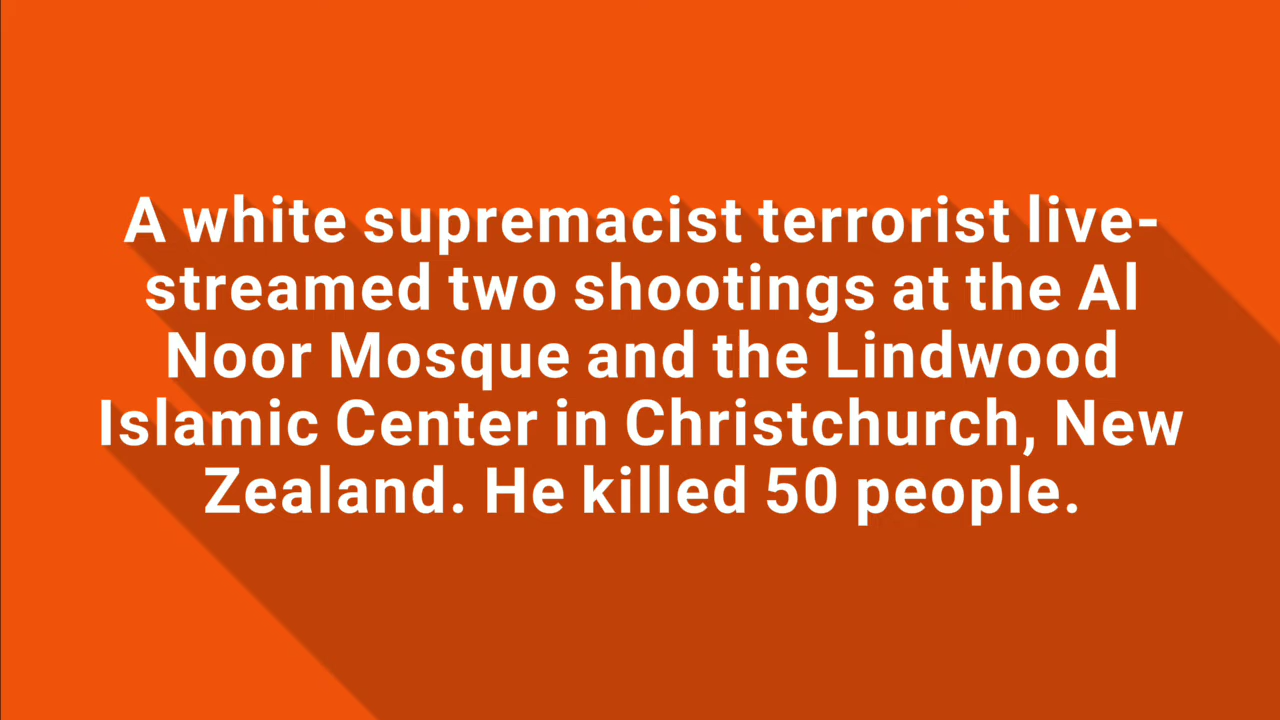 A white supremacist terrorist live-
streamed two shootings at the Al
Noor Mosque and the Lindwood
Islamic Center in Christchurch, New
Zealand. He killed 50 people.